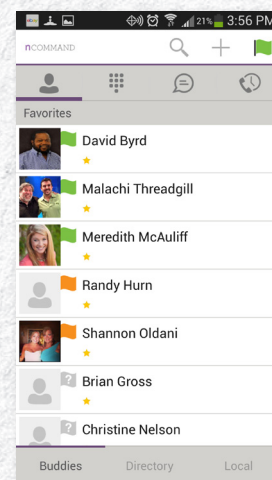 21% 3:56 PM
nCOMMAND
Favorites
David Byrd
Malachi Threadgill
Meredith McAuliff
Randy Hurn
Shannon Oldani
? Brian Gross
? Christine Nelson
Buddies Directory Local